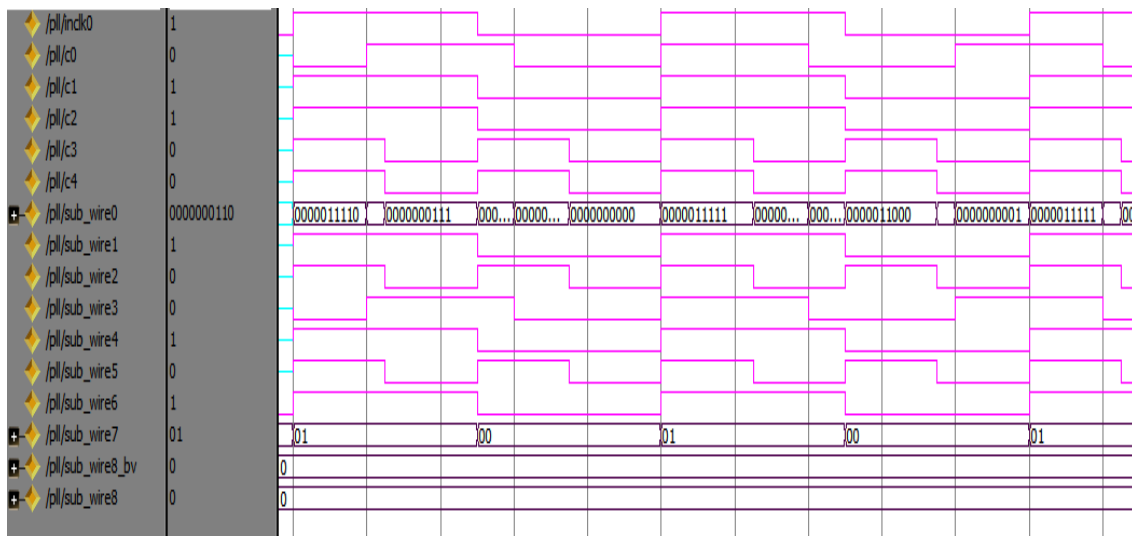 /pll/inclk0 1
/pll/c0 0
/pll/c1 1
/pll/c2 1
/pll/c3 0
/pll/c4 0
/pll/sub_wire0 0000000110 0000011110 0000000111 000... 00000... 0000000000 0000011111 00000... 000... 0000011000 0000000001 0000011111 00
/pll/sub_wire1 1
/pll/sub_wire2 0
/pll/sub_wire3 0
/pll/sub_wire4 1
/pll/sub_wire5 0
/pll/sub_wire6 1
/pll/sub_wire7 01 01 00 01 00 01
/pll/sub_wire8_bv 0 0
/pll/sub_wire8 0 0